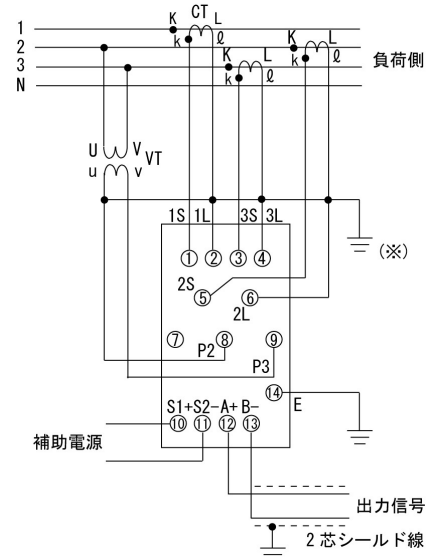 K CT L
1
k ℓ
K L
2
K L
3
k ℓ
k ℓ
N
負荷側
U V VT
u v
1S 1L 3S 3L
(※)
① ② ③ ④
2S
⑤ ⑥
2L
⑦ ⑧ ⑨
P2
P3
⑭ E
S1+ S2- A+ B-
⑩ ⑪ ⑫ ⑬
補助電源
出力信号
2芯シールド線